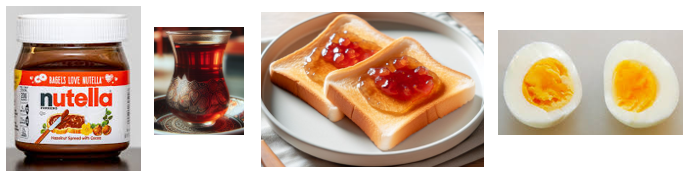 BAGELS LOVE NUTELLA
nutella
Hazelnut Spread with Cocoa